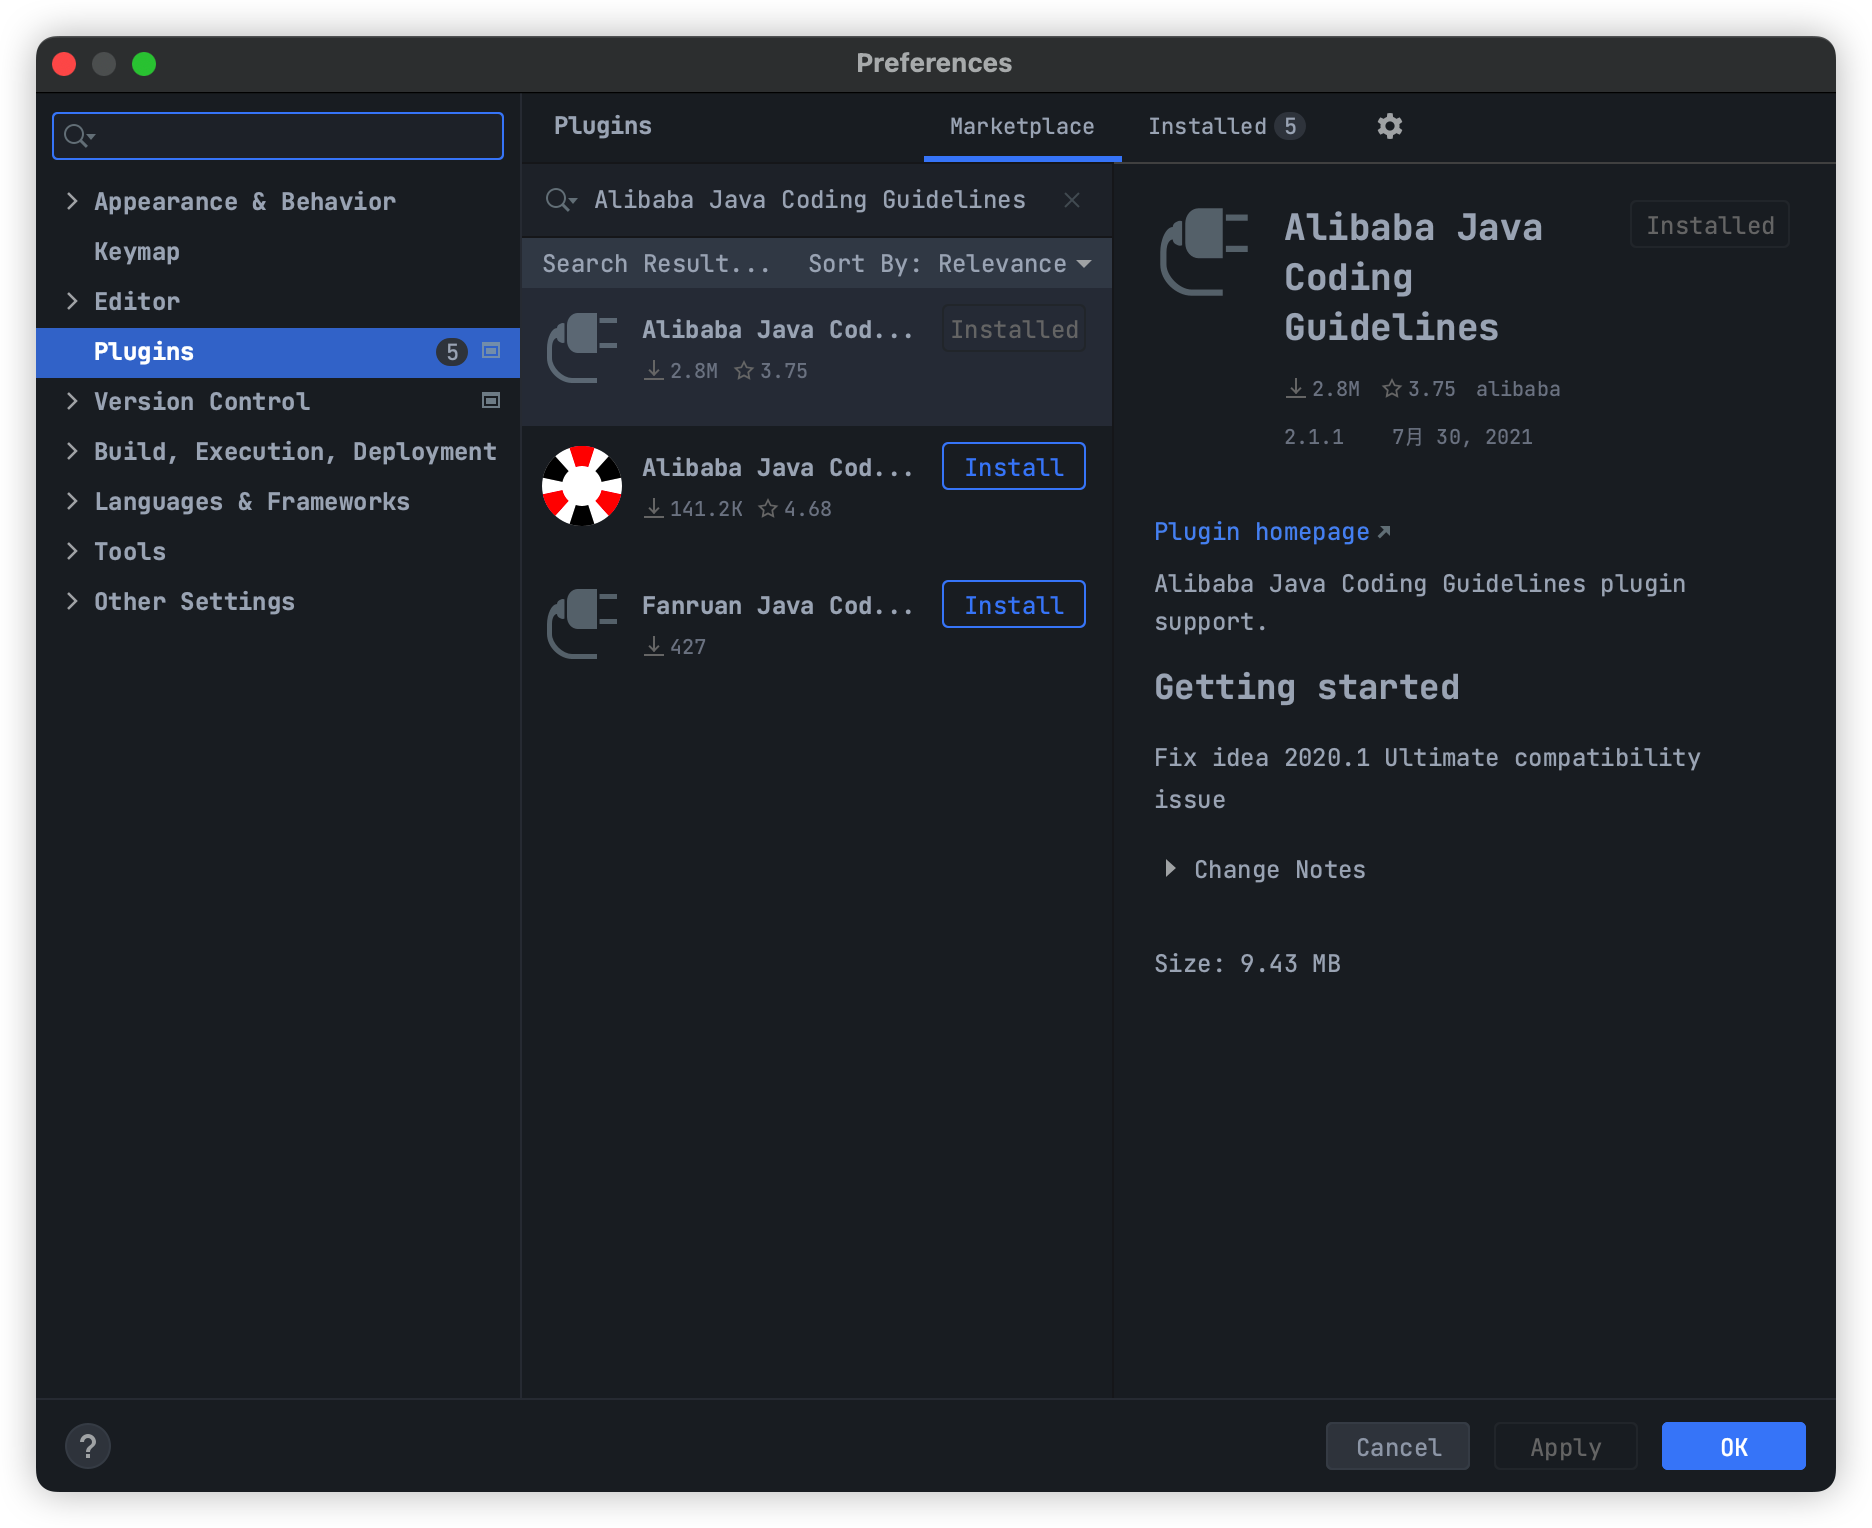 Preferences
Appearance & Behavior
Keymap
Editor
Plugins 5
Version Control
Build, Execution, Deployment
Languages & Frameworks
Tools
Other Settings
Plugins
Marketplace
Installed 5
Alibaba Java Coding Guidelines
Search Result... Sort By: Relevance
Alibaba Java Cod... Installed
2.8M 3.75
Alibaba Java Cod... Install
141.2K 4.68
Fanruan Java Cod... Install
427
Alibaba Java
Coding
Guidelines
Installed
2.8M 3.75 alibaba
2.1.1 7月 30, 2021
Plugin homepage
Alibaba Java Coding Guidelines plugin
support.
Getting started
Fix idea 2020.1 Ultimate compatibility
issue
Change Notes
Size: 9.43 MB
?
Cancel
Apply
OK